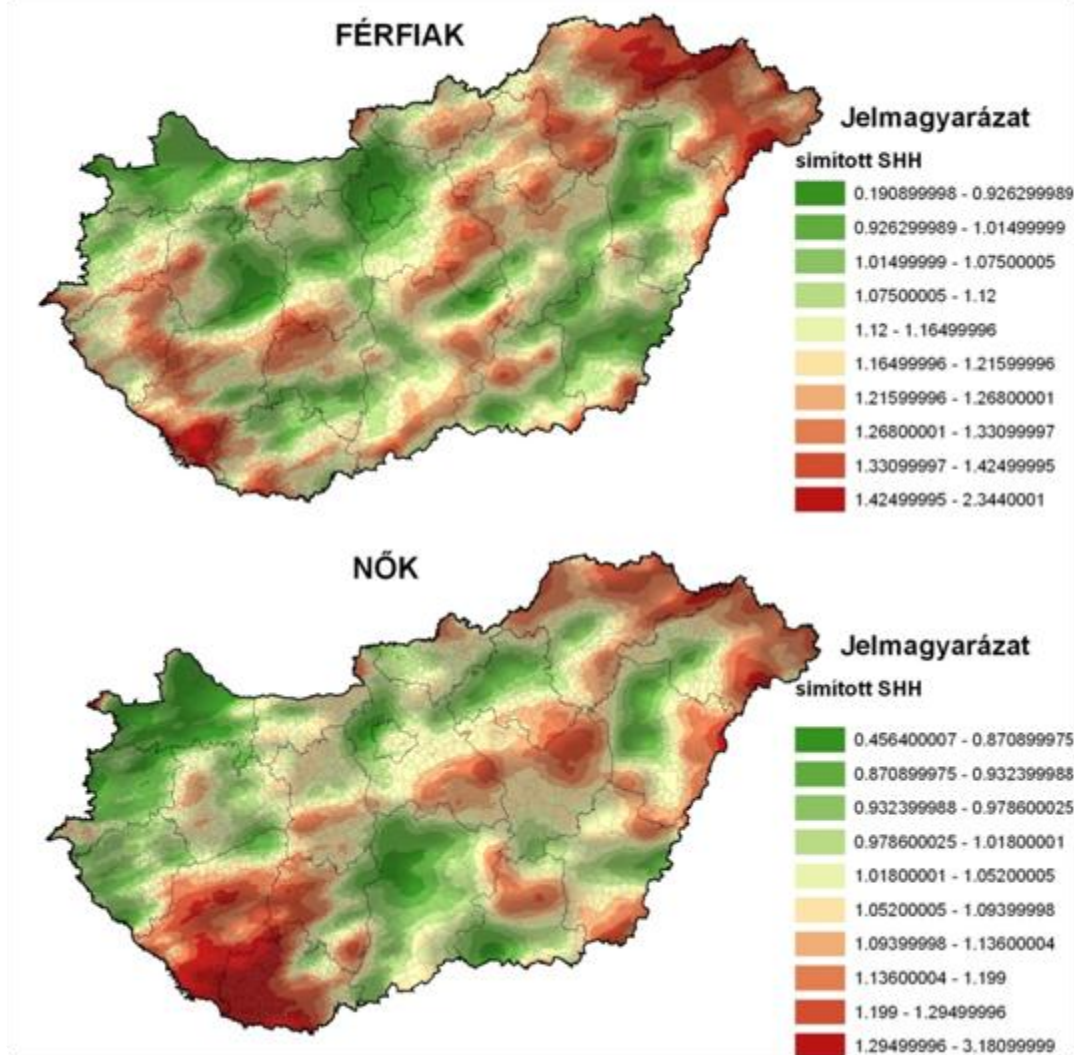 FÉRFIAK
Jelmagyarázat
simított SHH
0.190899998 - 0.926299989
0.926299989 - 1.01499999
1.01499999 - 1.07500005
1.07500005 - 1.12
1.12 - 1.16499996
1.16499996 - 1.21599996
1.21599996 - 1.26800001
1.26800001 - 1.33099997
1.33099997 - 1.42499995
1.42499995 - 2.3440001
NŐK
Jelmagyarázat
simított SHH
0.456400007 - 0.870899975
0.870899975 - 0.932399988
0.932399988 - 0.978600025
0.978600025 - 1.01800001
1.01800001 - 1.05200005
1.05200005 - 1.09399998
1.09399998 - 1.13600004
1.13600004 - 1.199
1.199 - 1.29499996
1.29499996 - 3.18099999